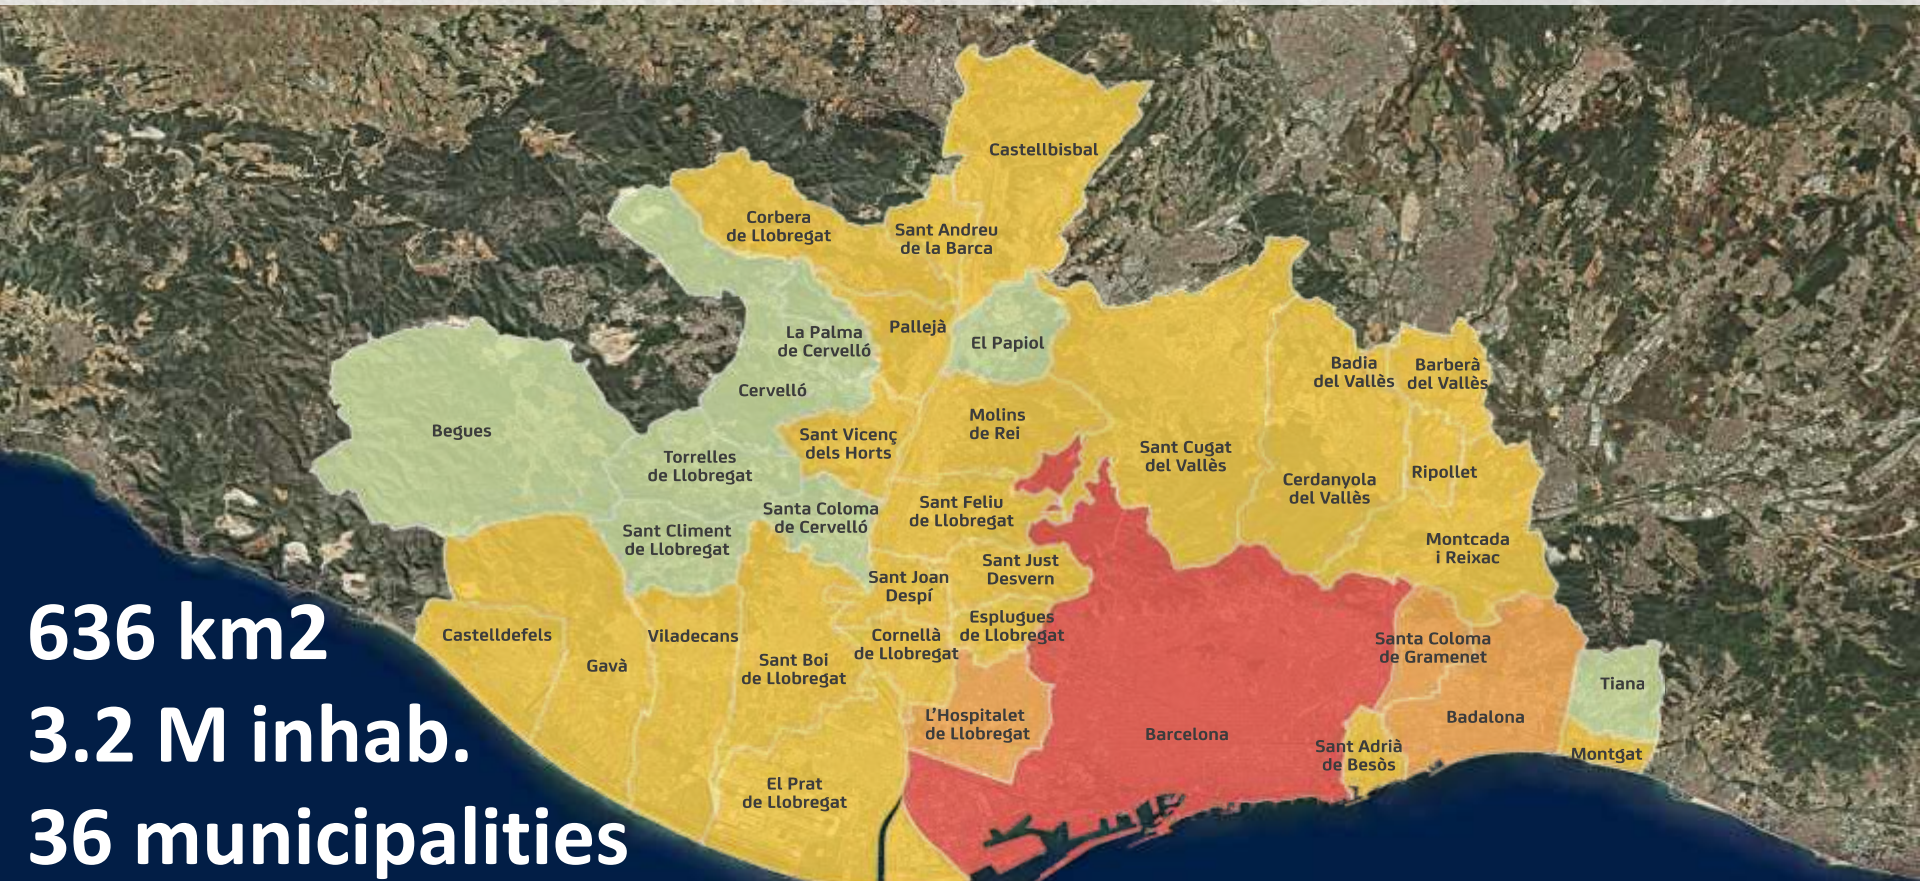 Castellbisbal
Corbera
de Llobregat
Sant Andreu
de la Barca
La Palma
de Cervelló
Pallejà
El Papiol
Badia
del Vallès
Barberà
del Vallès
Cervelló
Begues
Molins
de Rei
Sant Vicenç
dels Horts
Torrelles
de Llobregat
Sant Cugat
del Vallès
Cerdanyola
del Vallès
Ripollet
Santa Coloma
de Cervelló
Sant Feliu
de Llobregat
Sant Climent
de Llobregat
Montcada
i Reixac
Sant Joan
Despí
Sant Just
Desvern
Castelldefels
Gavà
Viladecans
Sant Boi
de Llobregat
Cornellà
de Llobregat
Esplugues
de Llobregat
Santa Coloma
de Gramenet
Tiana
L'Hospitalet
de Llobregat
Barcelona
Badalona
Sant Adrià
de Besòs
Montgat
El Prat
de Llobregat
636 km2
3.2 M inhab.
36 municipalities